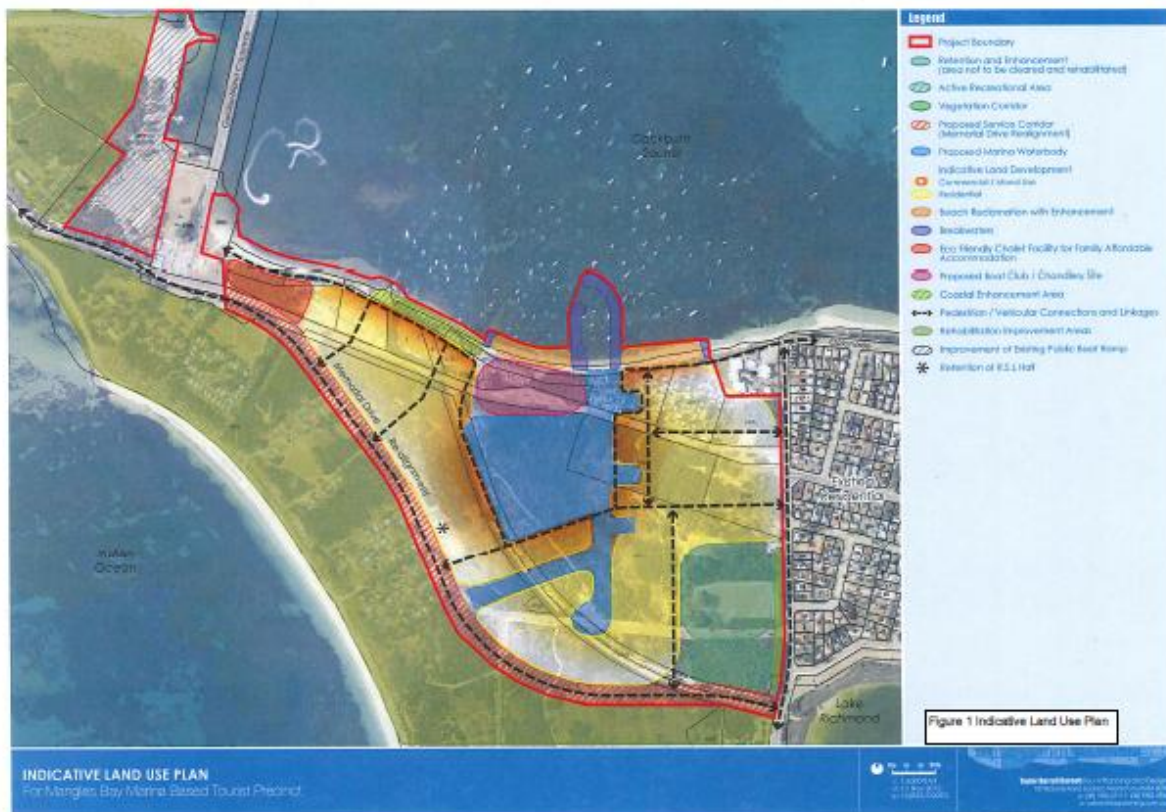 Legend
Project Boundary
Retention and Enhancement
(area not to be cleared and rehabilitated)
Active Recreational Area
Vegetation Corridor
Proposed Service Corridor
(Memorial Drive Realignment)
Proposed Marina Waterbody
Indicative Land Development
Commercial / Mixed Use
Residential
Beach Reclamation with Enhancement
Breakwaters
Eco Friendly Chalet Facility for Family Affordable
Accommodation
Proposed Boat Club / Chandlery Site
Coastal Enhancement Area
Pedestrian / Vehicular Connections and Linkages
Rehabilitation Improvement Areas
Improvement of Existing Public Boat Ramp
Retention of R.S.L Hall
Cockburn
Sound
Memorial Drive Re-alignment
Existing
Residential
Indian
Ocean
Lake
Richmond
Figure 1 Indicative Land Use Plan
INDICATIVE LAND USE PLAN
For Mangles Bay Marina Based Tourist Precinct